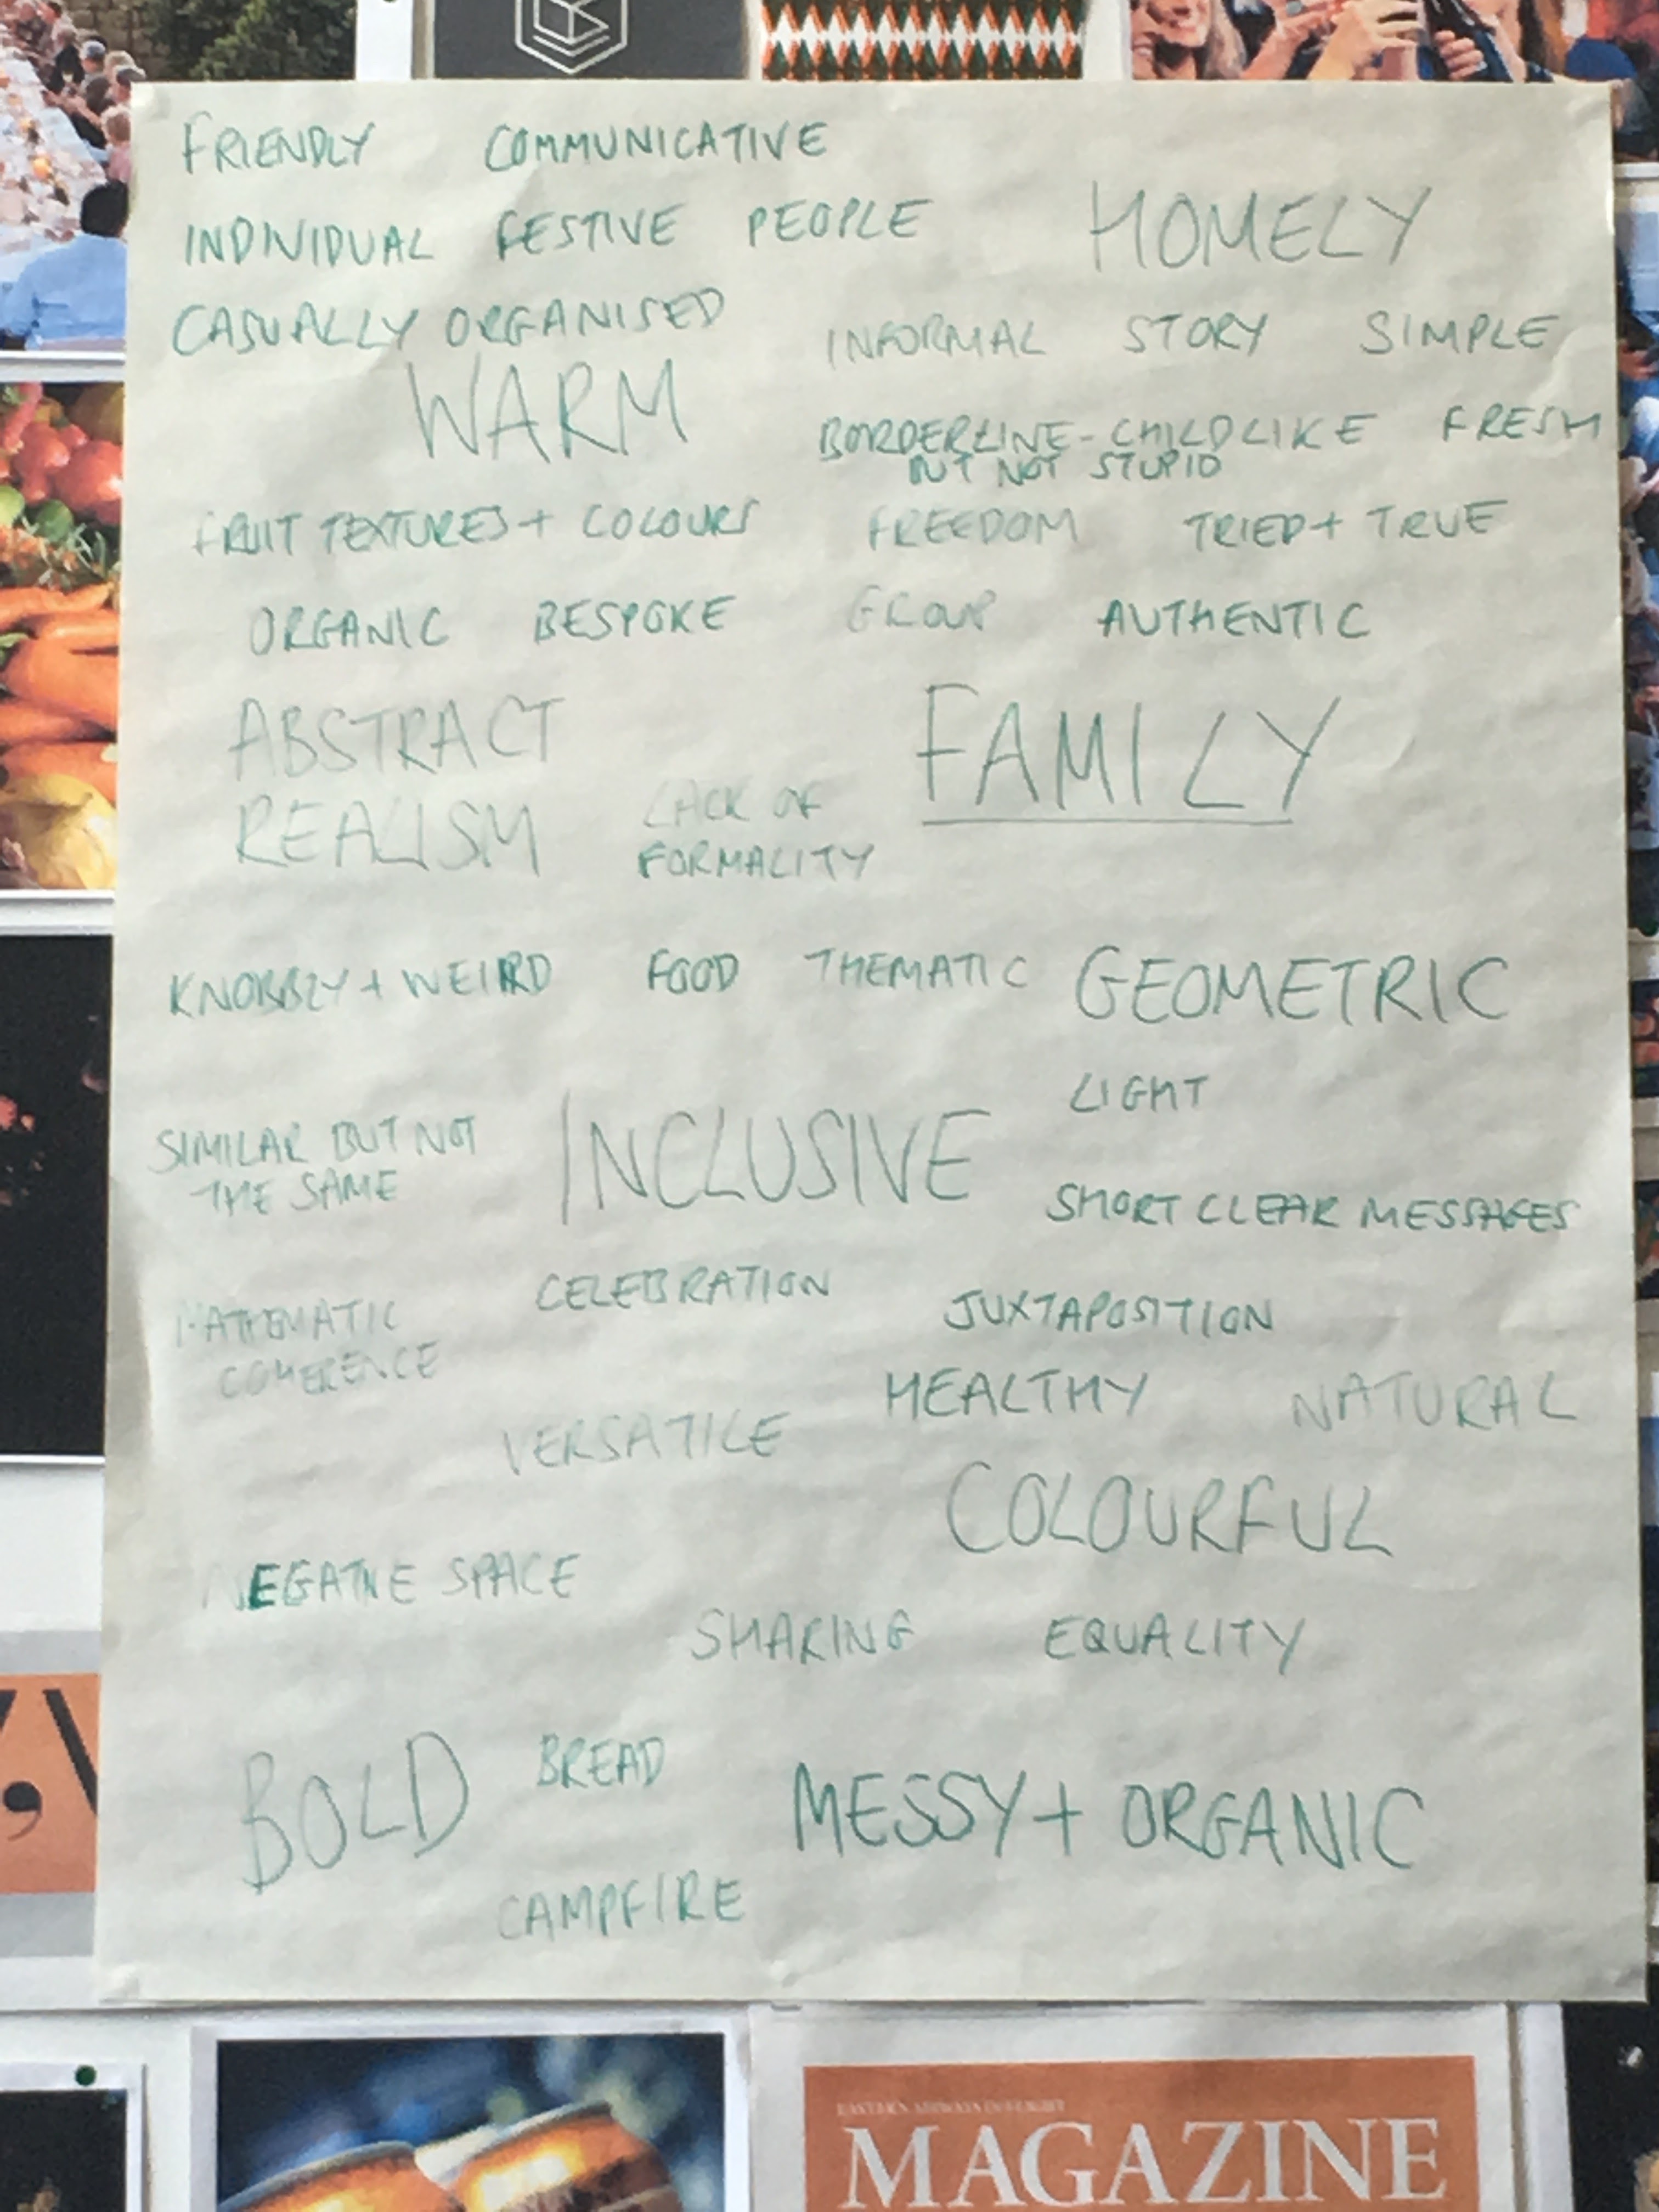 FRIENDLY COMMUNICATIVE
INDIVIDUAL FESTIVE PEOPLE HOMELY
CASUALLY ORGANISED
INFORMAL STORY SIMPLE
WARM
BORDERLINE-CHILDLIKE FRESH
BUT NOT STUPID
FRUIT TEXTURES + COLOURS FREEDOM TRIED + TRUE
ORGANIC BESPOKE GROUP AUTHENTIC
ABSTRACT
REALISM
FAMILY
LACK OF
FORMALITY
KNOBBLY + WEIRD FOOD THEMATIC GEOMETRIC
LIGHT
SIMILAR BUT NOT
THE SAME
INCLUSIVE
SHORT CLEAR MESSAGES
CELEBRATION
JUXTAPOSITION
MATHEMATIC
COHERENCE
HEALTHY NATURAL
VERSATILE
COLOURFUL
NEGATIVE SPACE
SHARING EQUALITY
BOLD
BREAD
MESSY + ORGANIC
CAMPFIRE
MAGAZINE